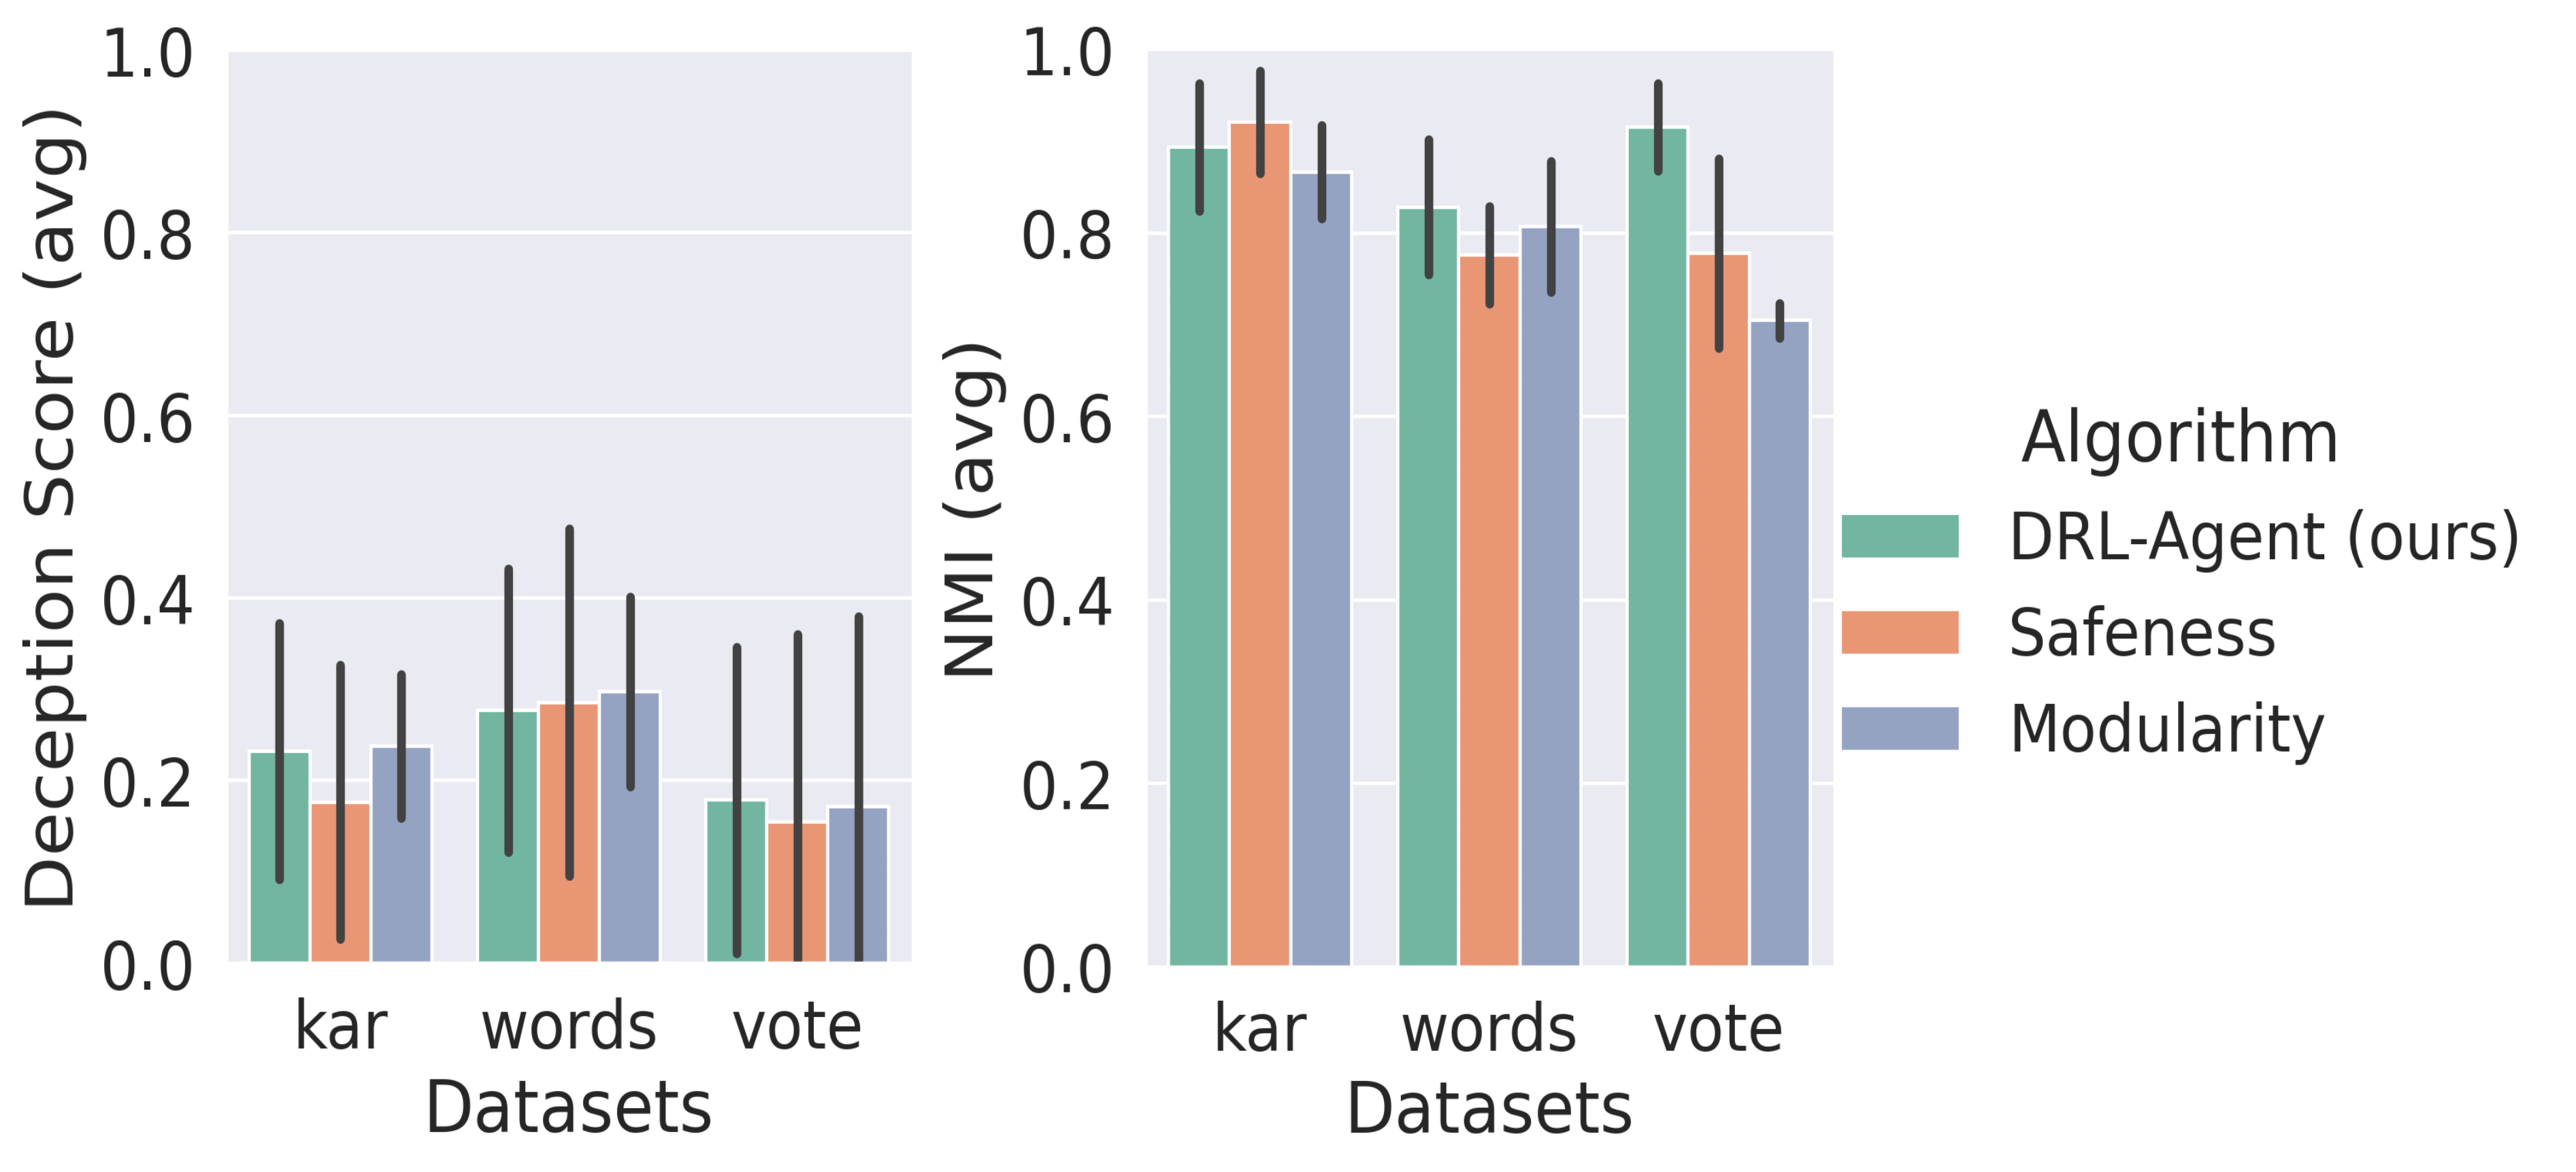 Deception Score (avg)
1.0
0.8
0.6
0.4
0.2
0.0
kar words vote
Datasets
NMI (avg)
1.0
0.8
0.6
0.4
0.2
0.0
kar words vote
Datasets
Algorithm
DRL-Agent (ours)
Safeness
Modularity